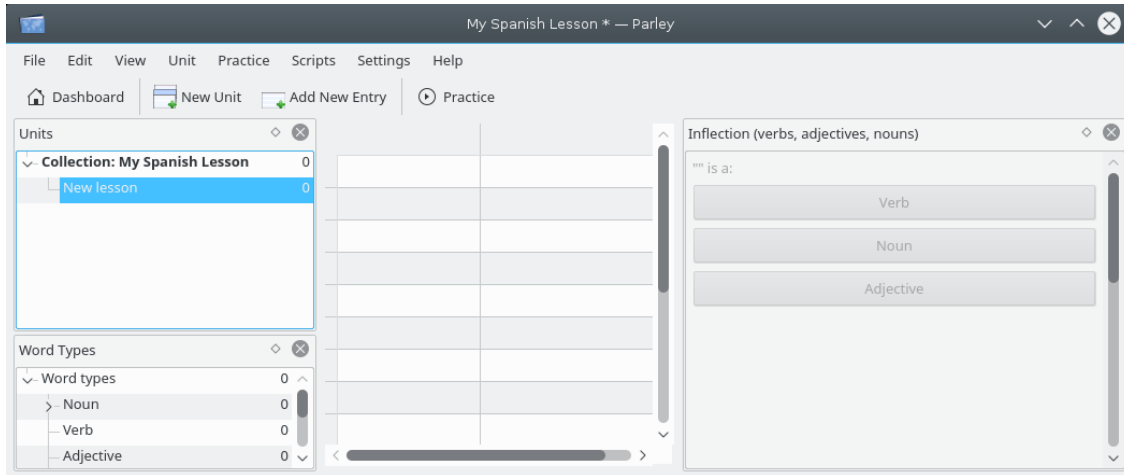 My Spanish Lesson * — Parley
File Edit View Unit Practice Scripts Settings Help
Dashboard New Unit Add New Entry Practice
Units
Collection: My Spanish Lesson 0
New lesson 0
Word Types
Word types 0
Noun 0
Verb 0
Adjective 0
Inflection (verbs, adjectives, nouns)
"" is a:
Verb
Noun
Adjective